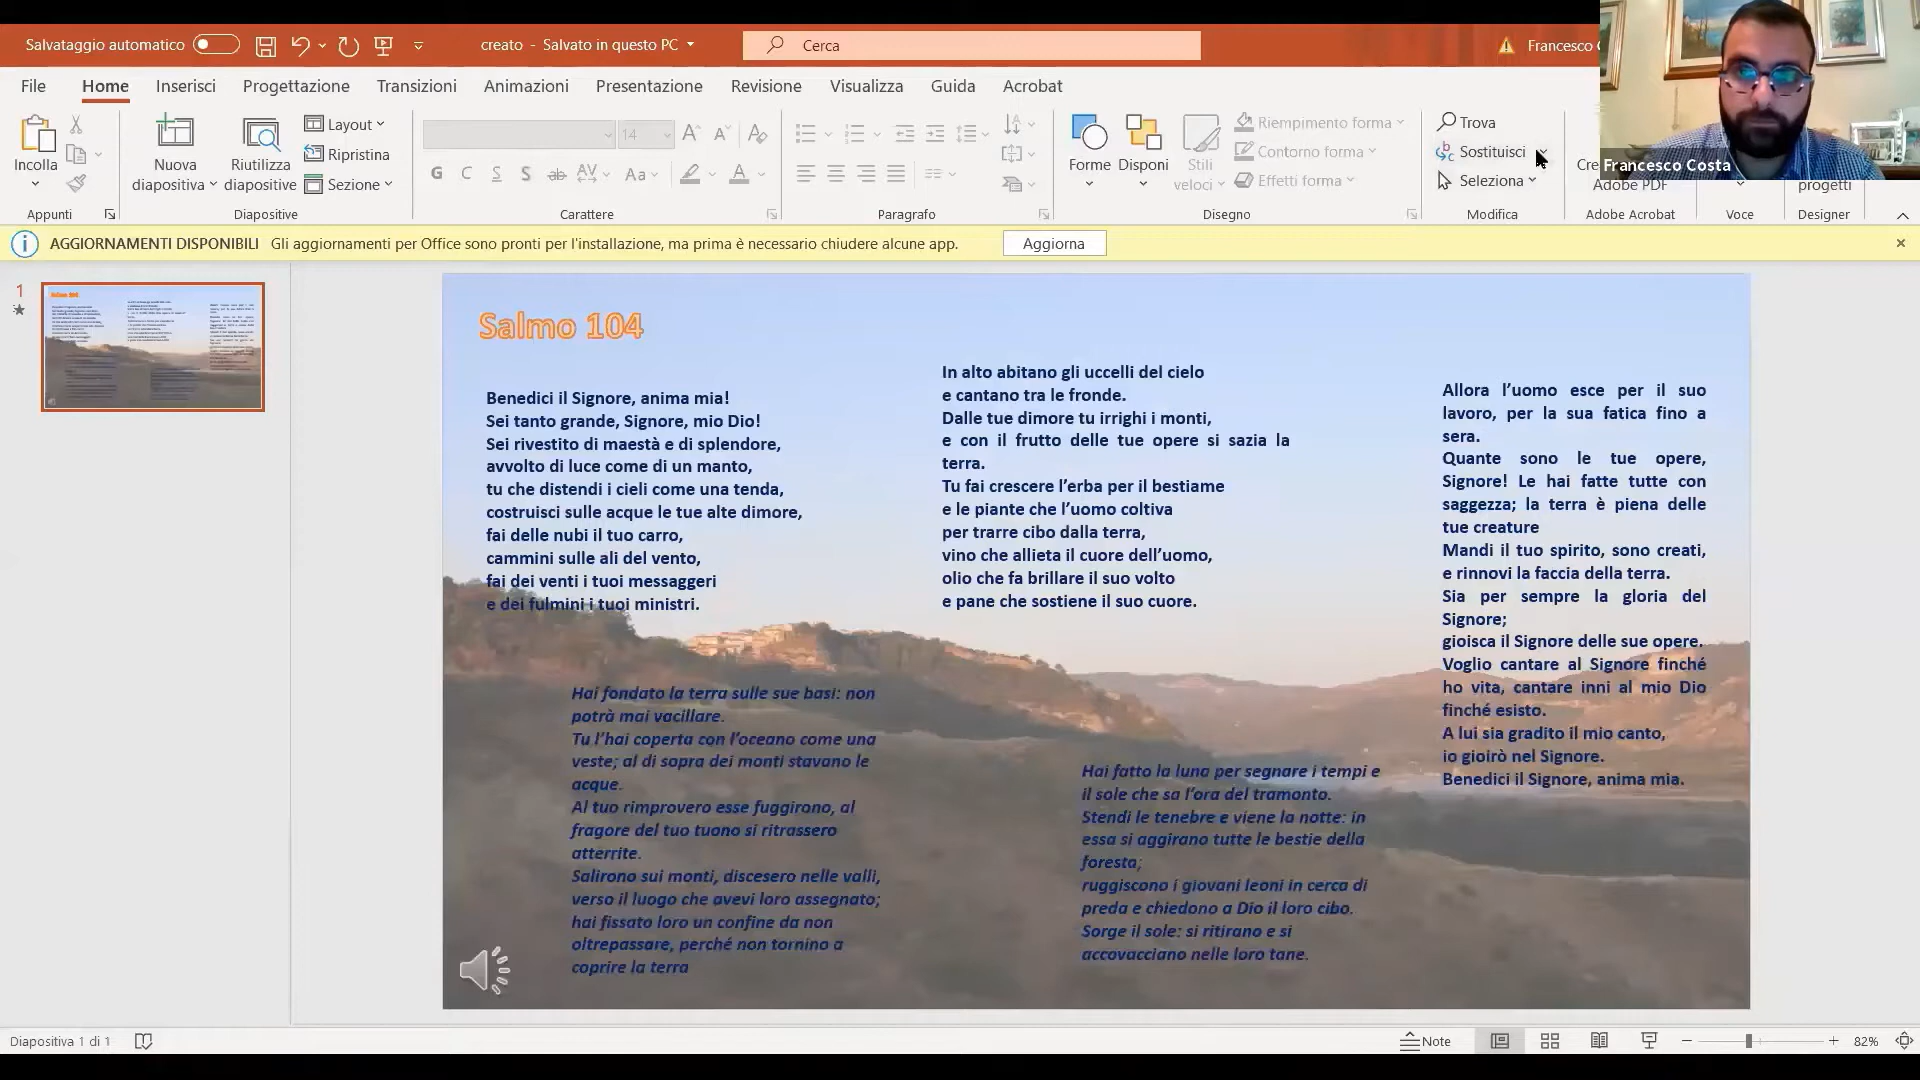 Salvataggio automatico
creato - Salvato in questo PC
Cerca
Francesco
File
Home
Inserisci
Progettazione
Transizioni
Animazioni
Presentazione
Revisione
Visualizza
Guida
Acrobat
Incolla
Appunti
Nuova
diapositiva
Riutilizza
diapositive
Layout
Ripristina
Sezione
Diapositive
14
G C S S ab AV Aa A
Carattere
Paragrafo
Forme
Disponi
Stili
veloci
Riempimento forma
Contorno forma
Effetti forma
Disegno
Trova
Sostituisci
Seleziona
Modifica
Adobe PDF
Adobe Acrobat
Voce
progetti
Designer
Francesco Costa
AGGIORNAMENTI DISPONIBILI Gli aggiornamenti per Office sono pronti per l'installazione, ma prima è necessario chiudere alcune app.
Aggiorna
1
Salmo 104
Salmo 104
Benedici il Signore, anima mia!
Sei tanto grande, Signore, mio Dio!
Sei rivestito di maestà e di splendore,
avvolto di luce come di un manto,
tu che distendi i cieli come una tenda,
costruisci sulle acque le tue alte dimore,
fai delle nubi il tuo carro,
cammini sulle ali del vento,
fai dei venti i tuoi messaggeri
e dei fulmini i tuoi ministri.
Hai fondato la terra sulle sue basi: non
potrà mai vacillare.
Tu l’hai coperta con l’oceano come una
veste; al di sopra dei monti stavano le
acque.
Al tuo rimprovero esse fuggirono, al
fragore del tuo tuono si ritrassero
atterrite.
Salirono sui monti, discesero nelle valli,
verso il luogo che avevi loro assegnato;
hai fissato loro un confine da non
oltrepassare, perché non tornino a
coprire la terra
In alto abitano gli uccelli del cielo
e cantano tra le fronde.
Dalle tue dimore tu irrighi i monti,
e con il frutto delle tue opere si sazia la
terra.
Tu fai crescere l’erba per il bestiame
e le piante che l’uomo coltiva
per trarre cibo dalla terra,
vino che allieta il cuore dell’uomo,
olio che fa brillare il suo volto
e pane che sostiene il suo cuore.
Hai fatto la luna per segnare i tempi e
il sole che sa l’ora del tramonto.
Stendi le tenebre e viene la notte: in
essa si aggirano tutte le bestie della
foresta;
ruggiscono i giovani leoni in cerca di
preda e chiedono a Dio il loro cibo.
Sorge il sole: si ritirano e si
accovacciano nelle loro tane.
Allora l’uomo esce per il suo
lavoro, per la sua fatica fino a
sera.
Quante sono le tue opere,
Signore! Le hai fatte tutte con
saggezza; la terra è piena delle
tue creature
Mandi il tuo spirito, sono creati,
e rinnovi la faccia della terra.
Sia per sempre la gloria del
Signore;
gioisca il Signore delle sue opere.
Voglio cantare al Signore finché
ho vita, cantare inni al mio Dio
finché esisto.
A lui sia gradito il mio canto,
io gioirò nel Signore.
Benedici il Signore, anima mia.
Diapositiva 1 di 1
Note
82%